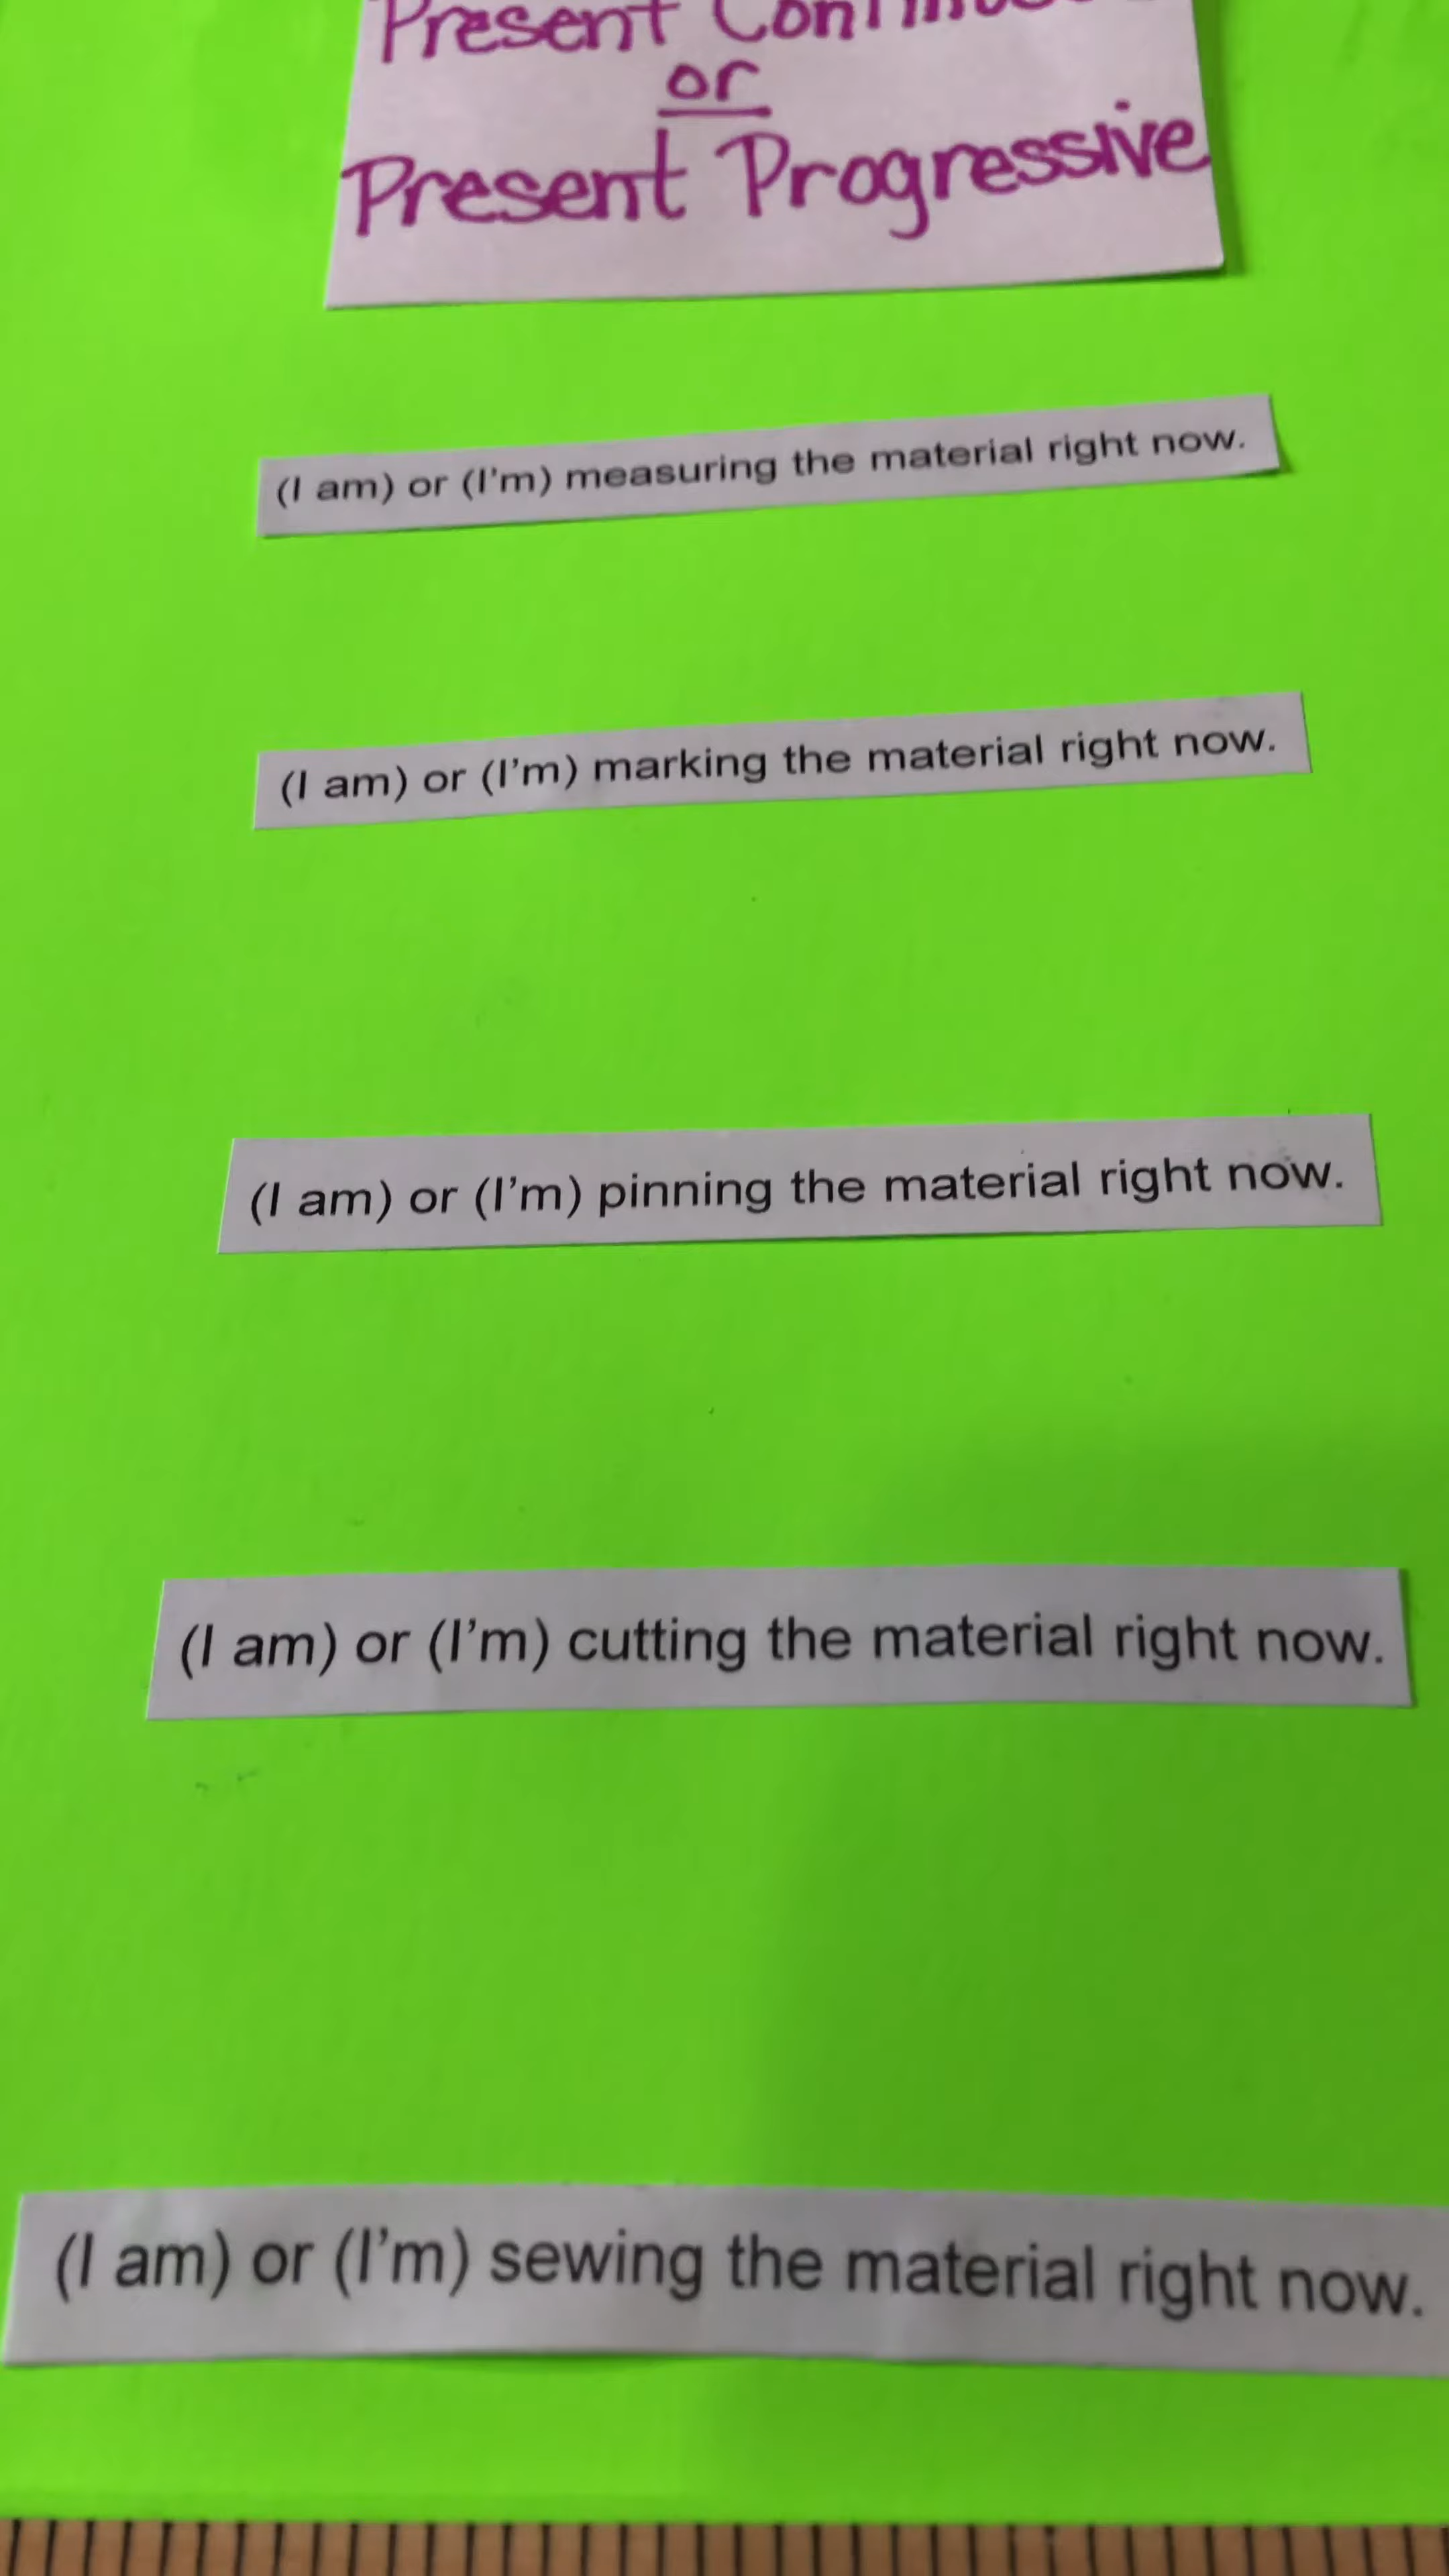 Present
or
Present Progressive
(I am) or (I'm) measuring the material right now.
(I am) or (I'm) marking the material right now.
(I am) or (I'm) pinning the material right now.
(I am) or (I'm) cutting the material right now.
(I am) or (I'm) sewing the material right now.